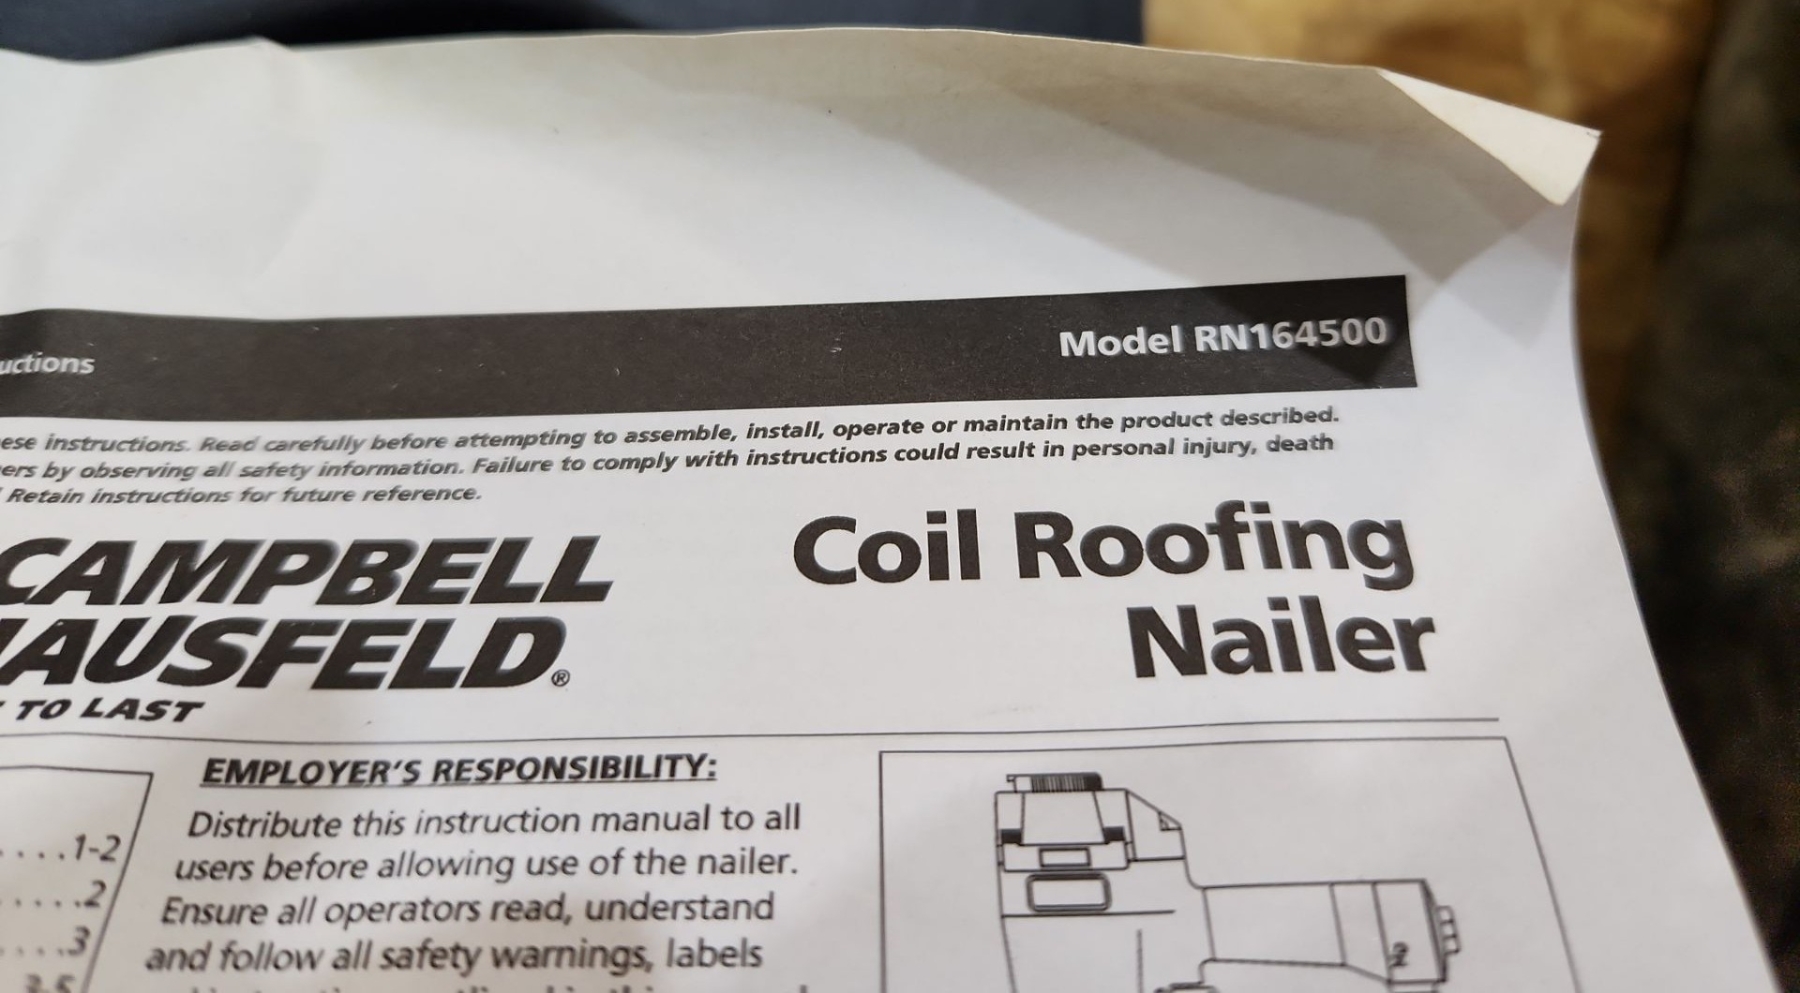 uctions
Model RN164500
ese instructions. Read carefully before attempting to assemble, install, operate or maintain the product described.
ers by observing all safety information. Failure to comply with instructions could result in personal injury, death
Retain instructions for future reference.
CAMPBELL
HAUSFELD®
TO LAST
Coil Roofing
Nailer
....1-2
.....2
....3
3-5
EMPLOYER'S RESPONSIBILITY:
Distribute this instruction manual to all
users before allowing use of the nailer.
Ensure all operators read, understand
and follow all safety warnings, labels